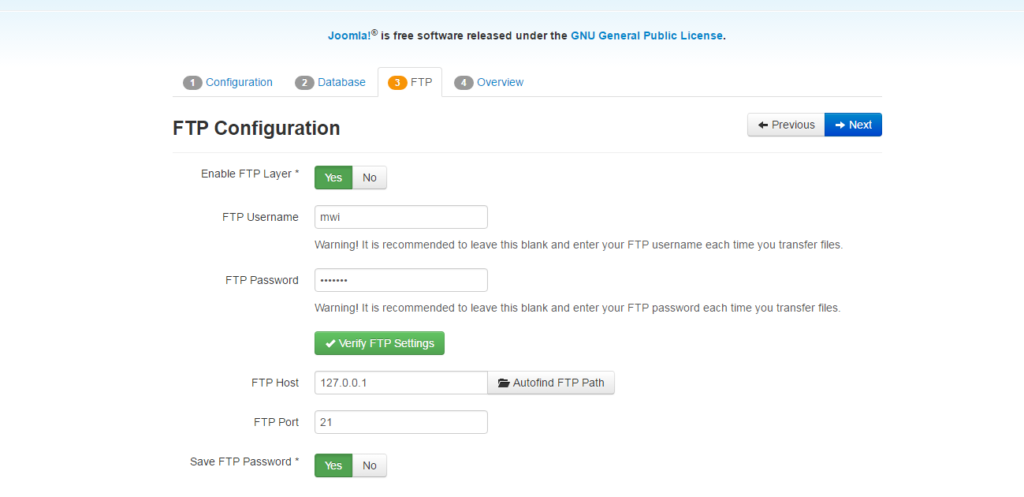 Joomla!® is free software released under the GNU General Public License.
1 Configuration 2 Database 3 FTP 4 Overview
FTP Configuration
Previous Next
Enable FTP Layer * Yes No
FTP Username mwi
Warning! It is recommended to leave this blank and enter your FTP username each time you transfer files.
FTP Password •••••••
Warning! It is recommended to leave this blank and enter your FTP password each time you transfer files.
Verify FTP Settings
FTP Host 127.0.0.1 Autofind FTP Path
FTP Port 21
Save FTP Password * Yes No